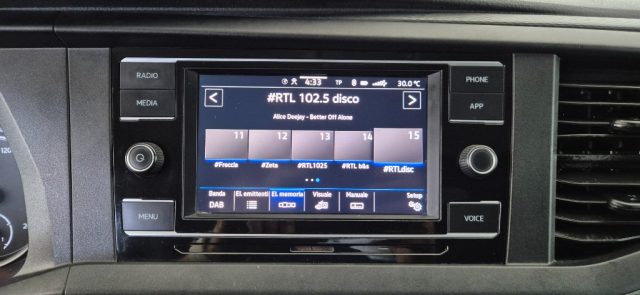 RADIO
MEDIA
MENU
4:33 TP 30.0 °C
< #RTL 102.5 disco >
Alice Deejay - Better Off Alone
11 12 13 14 15
#Freccia #Zeta #RTL1025 #RTL b&s #RTLdisc
Banda El. emittenti El. memoria Visuale Manuale Setup
DAB
PHONE
APP
VOICE
120